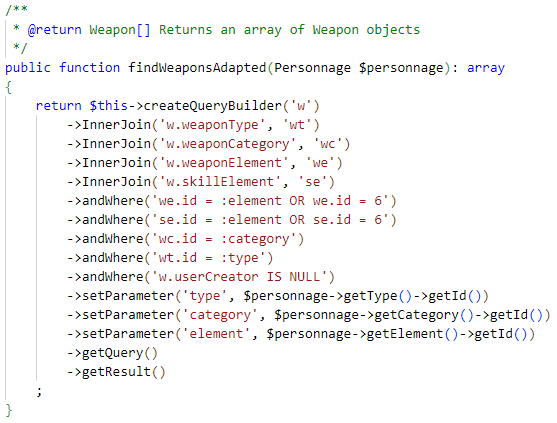 /**
 * @return Weapon[] Returns an array of Weapon objects
 */
public function findWeaponsAdapted(Personnage $personnage): array
{
    return $this->createQueryBuilder('w')
        ->InnerJoin('w.weaponType', 'wt')
        ->InnerJoin('w.weaponCategory', 'wc')
        ->InnerJoin('w.weaponElement', 'we')
        ->InnerJoin('w.skillElement', 'se')
        ->andWhere('we.id = :element OR we.id = 6')
        ->andWhere('se.id = :element OR se.id = 6')
        ->andWhere('wc.id = :category')
        ->andWhere('wt.id = :type')
        ->andWhere('w.userCreator IS NULL')
        ->setParameter('type', $personnage->getType()->getId())
        ->setParameter('category', $personnage->getCategory()->getId())
        ->setParameter('element', $personnage->getElement()->getId())
        ->getQuery()
        ->getResult()
    ;
}